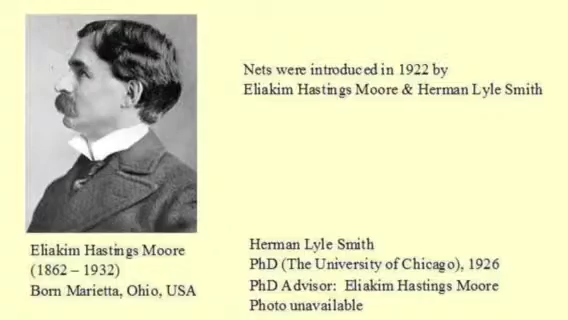 Nets were introduced in 1922 by
Eliakim Hastings Moore & Herman Lyle Smith
Eliakim Hastings Moore
(1862 – 1932)
Born Marietta, Ohio, USA
Herman Lyle Smith
PhD (The University of Chicago), 1926
PhD Advisor: Eliakim Hastings Moore
Photo unavailable